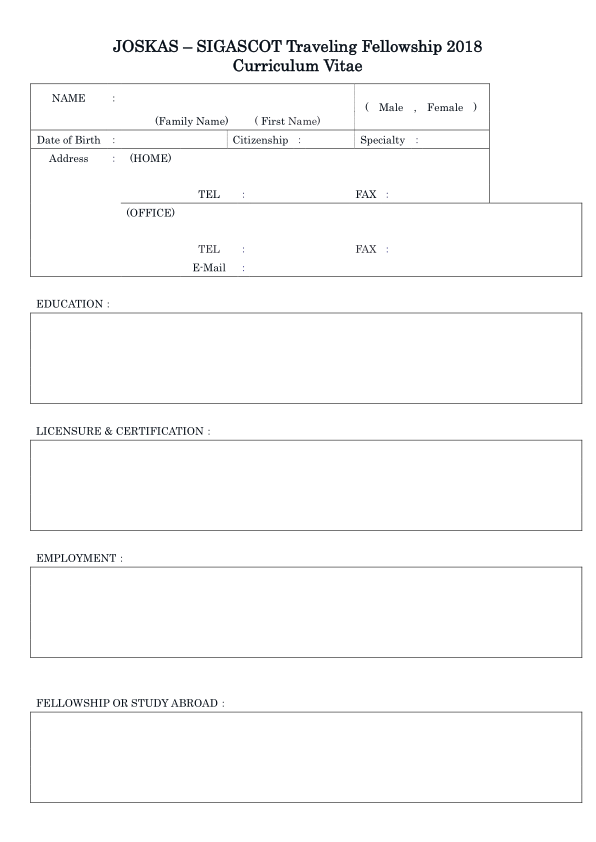 JOSKAS – SIGASCOT Traveling Fellowship 2018
Curriculum Vitae
NAME :
( Male , Female )
(Family Name) ( First Name)
Date of Birth : Citizenship : Specialty :
Address : (HOME)
TEL : FAX :
(OFFICE)
TEL : FAX :
E-Mail :
EDUCATION :
LICENSURE & CERTIFICATION :
EMPLOYMENT :
FELLOWSHIP OR STUDY ABROAD :